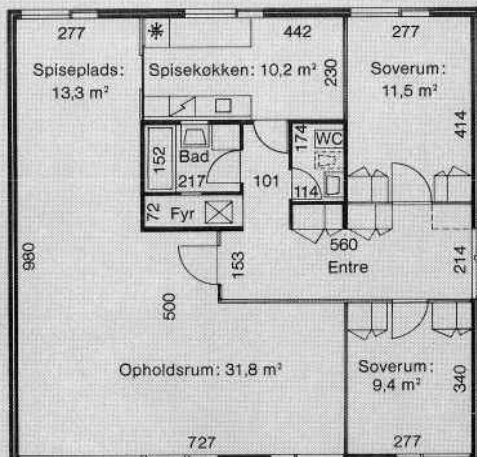 277
442
277
Spiseplads:
13,3 m²
Spisekøkken: 10,2 m²
230
Soverum:
11,5 m²
414
152
Bad
217
174
WC
114
101
72
Fyr
560
Entre
214
153
980
500
Opholdsrum: 31,8 m²
Soverum:
9,4 m²
340
727
277